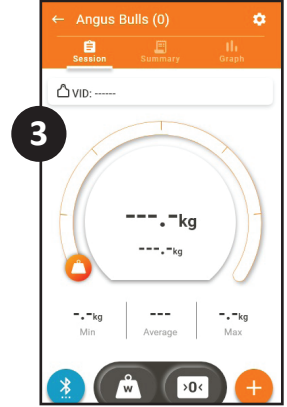 ← Angus Bulls (0)
Session Summary Graph
VID: ------
3
---.-kg
---.-kg
-.-kg --- -.-kg
Min Average Max
W >0< +